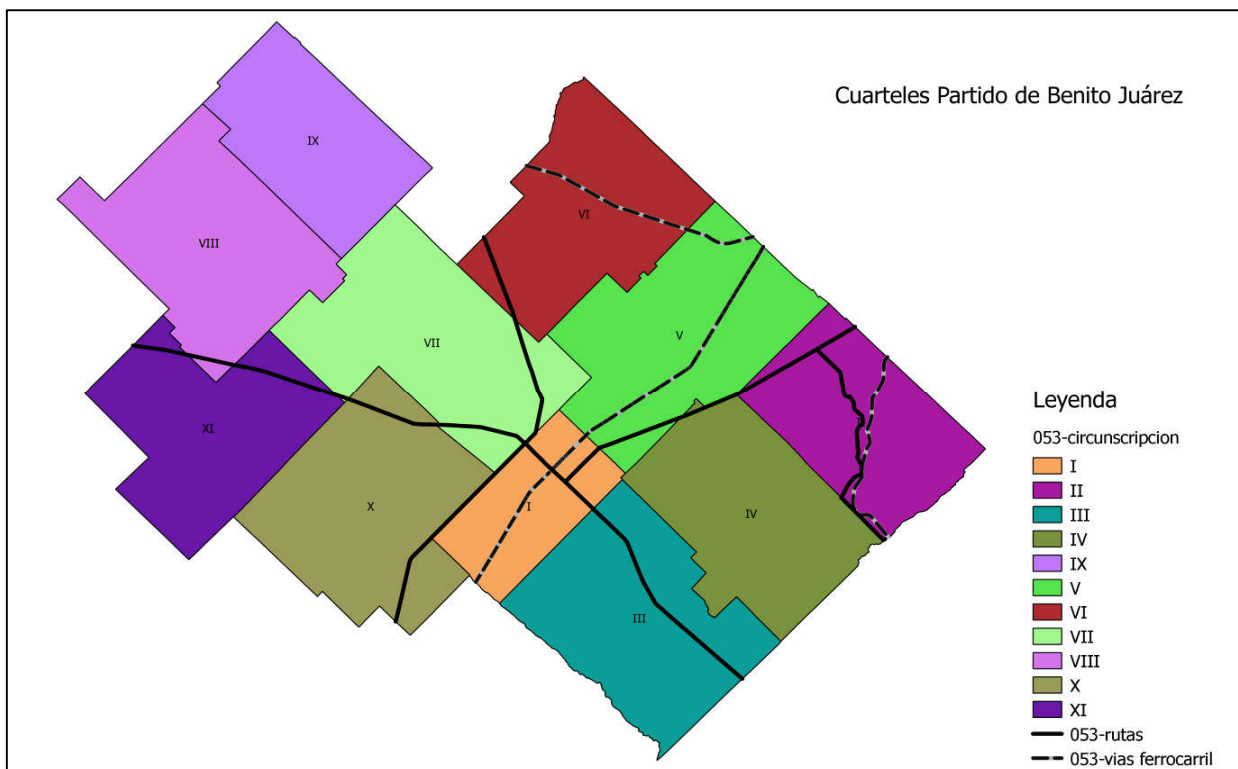 Cuarteles Partido de Benito Juárez
IX
VI
VIII
V
VII
XI
X
I
IV
III
Leyenda
053-circunscripcion
I
II
III
IV
IX
V
VI
VII
VIII
X
XI
053-rutas
053-vias ferrocarril